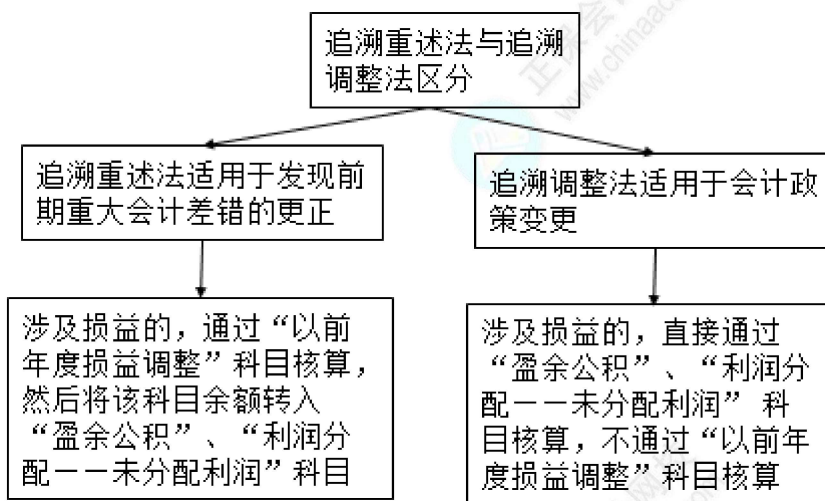 追溯重述法与追溯
调整法区分
追溯重述法适用于发现前
期重大会计差错的更正
追溯调整法适用于会计政
策变更
涉及损益的，通过“以前
年度损益调整”科目核算，
然后将该科目余额转入
“盈余公积”、“利润分
配——未分配利润”科目
涉及损益的，直接通过
“盈余公积”、“利润分
配——未分配利润” 科
目核算，不通过“以前年
度损益调整”科目核算